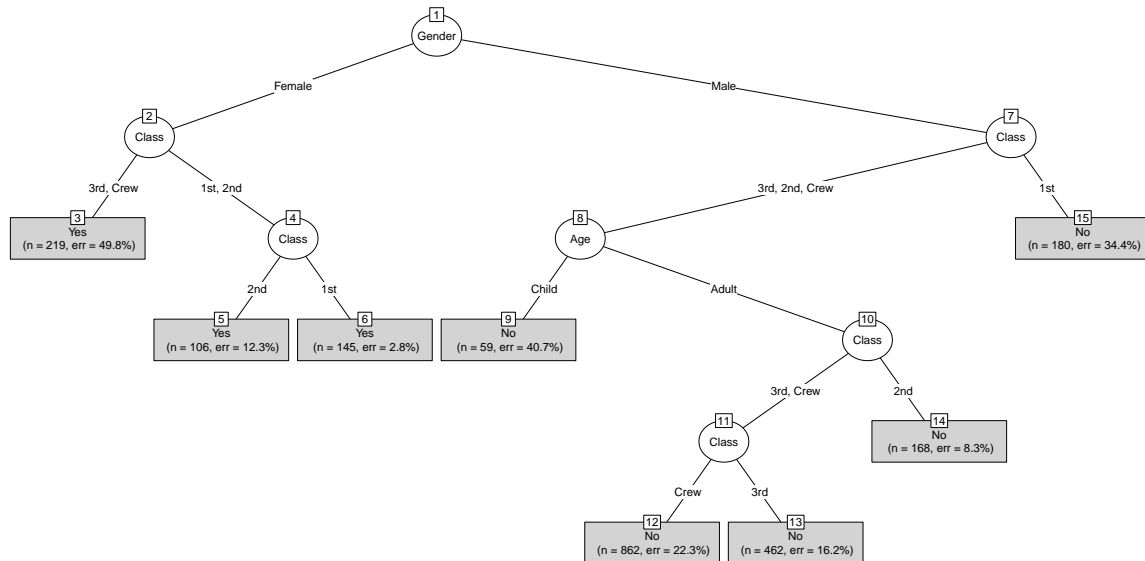 1
Gender
Female
Male
2
Class
7
Class
3rd, Crew
1st, 2nd
3rd, 2nd, Crew
1st
3
Yes
(n = 219, err = 49.8%)
4
Class
8
Age
15
No
(n = 180, err = 34.4%)
2nd
1st
Child
Adult
5
Yes
(n = 106, err = 12.3%)
6
Yes
(n = 145, err = 2.8%)
9
No
(n = 59, err = 40.7%)
10
Class
3rd, Crew
2nd
11
Class
14
No
(n = 168, err = 8.3%)
Crew
3rd
12
No
(n = 862, err = 22.3%)
13
No
(n = 462, err = 16.2%)